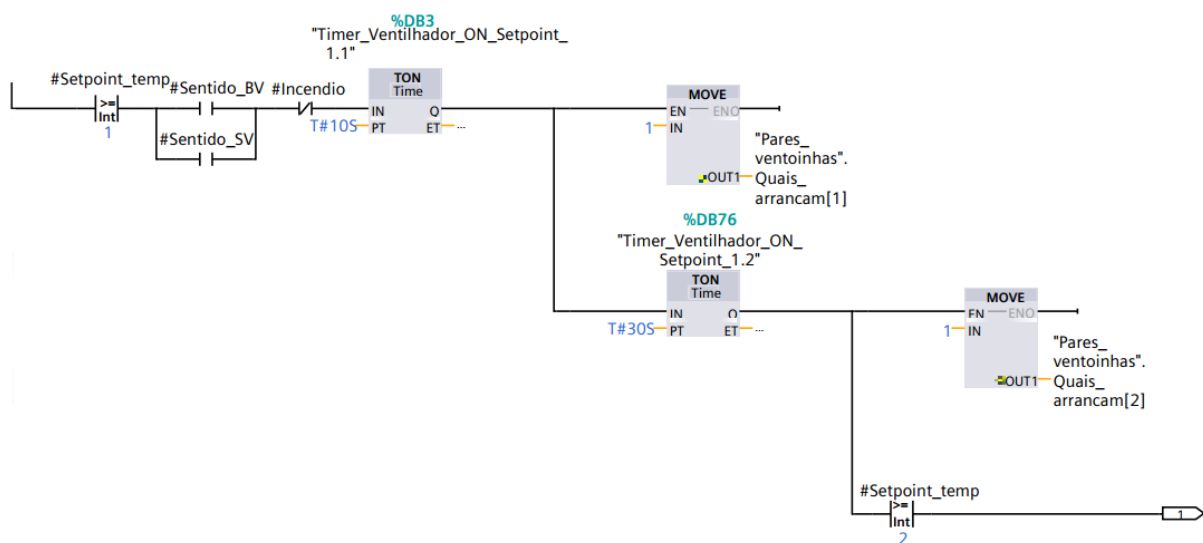 %DB3
"Timer_Ventilhador_ON_Setpoint_
1.1"
#Setpoint_temp
#Sentido_BV
#Incendio
TON
Time
MOVE
>=
Int
1
IN
Q
EN
ENO
T#10S
PT
ET
...
1
IN
#Sentido_SV
OUT1
"Pares_
ventoinhas".
Quais_
arrancam[1]
%DB76
"Timer_Ventilhador_ON_
Setpoint_1.2"
TON
Time
MOVE
IN
Q
EN
ENO
T#30S
PT
ET
...
1
IN
OUT1
"Pares_
ventoinhas".
Quais_
arrancam[2]
#Setpoint_temp
>=
Int
2
1